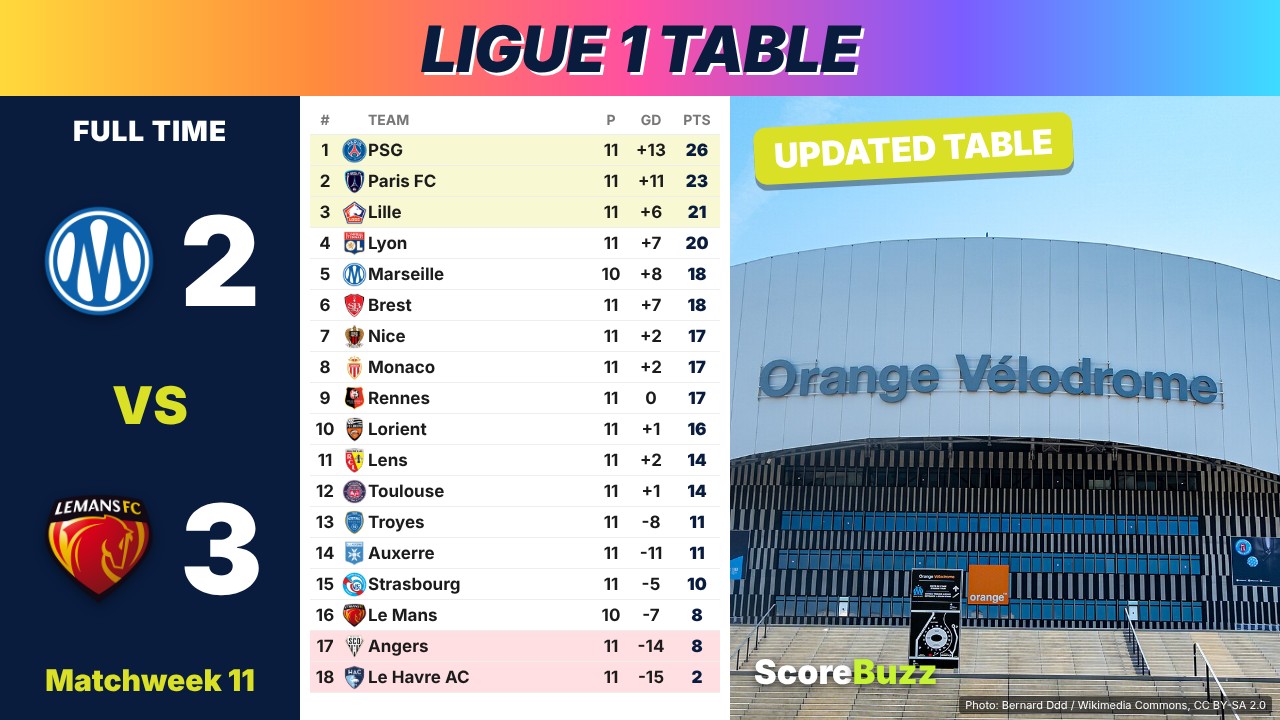 LIGUE 1 TABLE
FULL TIME
2
VS
LEMANS FC
3
Matchweek 11
# TEAM P GD PTS
1 PSG 11 +13 26
2 Paris FC 11 +11 23
3 Lille 11 +6 21
4 Lyon 11 +7 20
5 Marseille 10 +8 18
6 Brest 11 +7 18
7 Nice 11 +2 17
8 Monaco 11 +2 17
9 Rennes 11 0 17
10 Lorient 11 +1 16
11 Lens 11 +2 14
12 Toulouse 11 +1 14
13 Troyes 11 -8 11
14 Auxerre 11 -11 11
15 Strasbourg 11 -5 10
16 Le Mans 10 -7 8
17 Angers 11 -14 8
18 Le Havre AC 11 -15 2
UPDATED TABLE
Orange Vélodrome
Orange Vélodrome
orange
ScoreBuzz
Photo: Bernard Ddd / Wikimedia Commons, CC BY-SA 2.0